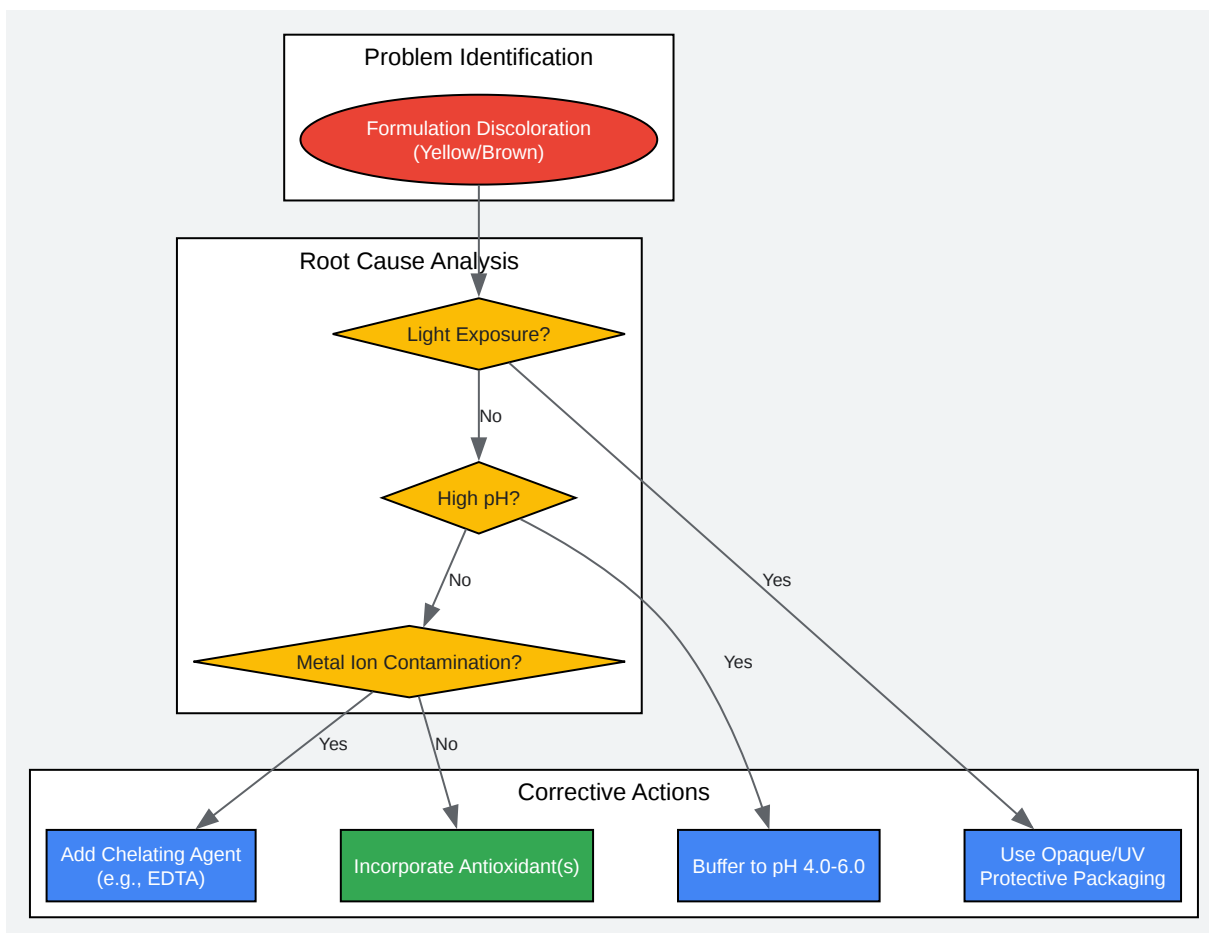 Problem Identification
Formulation Discoloration
(Yellow/Brown)
Root Cause Analysis
Light Exposure?
No
High pH?
No
Yes
Metal Ion Contamination?
Yes
Yes
No
Corrective Actions
Add Chelating Agent
(e.g., EDTA)
Incorporate Antioxidant(s)
Buffer to pH 4.0-6.0
Use Opaque/UV
Protective Packaging